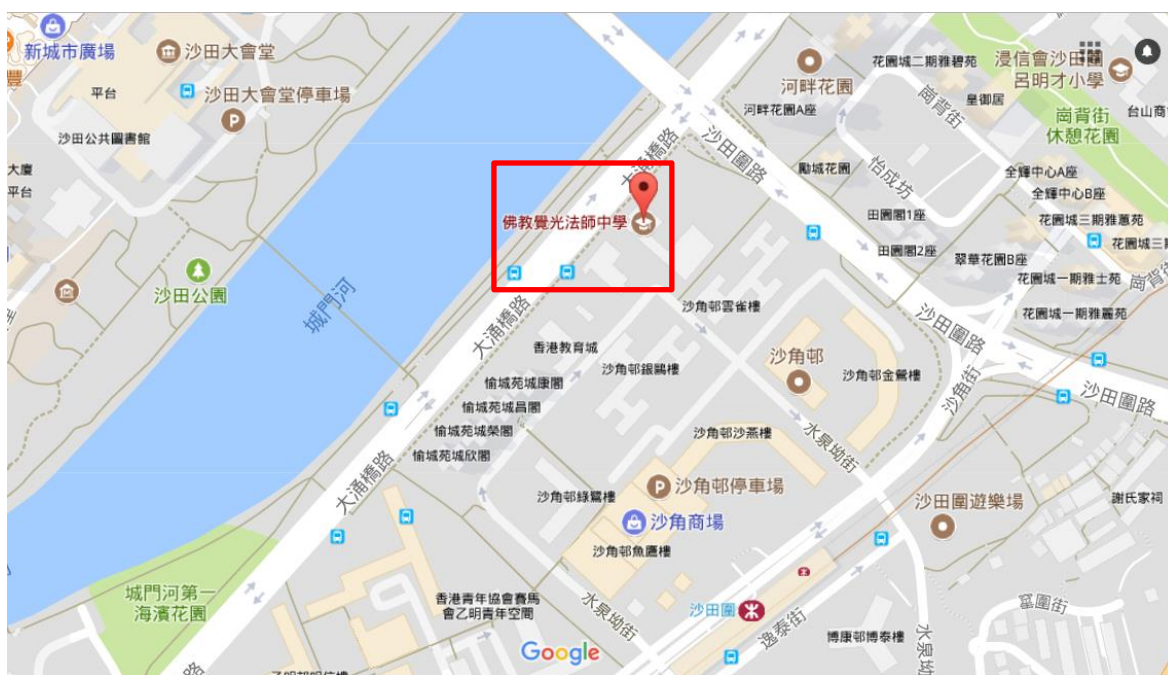 新城市廣場
沙田大會堂
平台
沙田大會堂停車場
沙田公共圖書館
大廈
平台
沙田公園
城門河
大涌橋路
沙田圍路
河畔花園
河畔花園A座
花園城二期雅碧苑
浸信會沙田圍
呂明才小學
皇御居
崗背街
崗背街
休憩花園
台山商
勵城花園
怡成坊
全輝中心A座
全輝中心B座
田園閣1座
花園城三期雅蕙苑
田園閣2座
花園城三期
翠華花園B座
花園城一期雅士苑
崗背街
花園城一期雅麗苑
佛教覺光法師中學
大涌橋路
沙角邨雲雀樓
沙田圍路
香港教育城
沙角邨銀鷗樓
沙角邨
沙角邨金鶯樓
沙角街
沙田圍路
愉城苑城康閣
愉城苑城昌閣
愉城苑城榮閣
愉城苑城欣閣
沙角邨沙燕樓
水泉坳街
大涌橋路
沙角邨綠鷺樓
沙角邨停車場
沙角商場
沙角邨魚鷹樓
沙田圍遊樂場
謝氏家祠
城門河第一
海濱花園
香港青年協會賽馬
會乙明青年空間
水泉坳街
沙田圍
逸泰街
博康邨博泰樓
水泉坳
窰圍街
Google
路